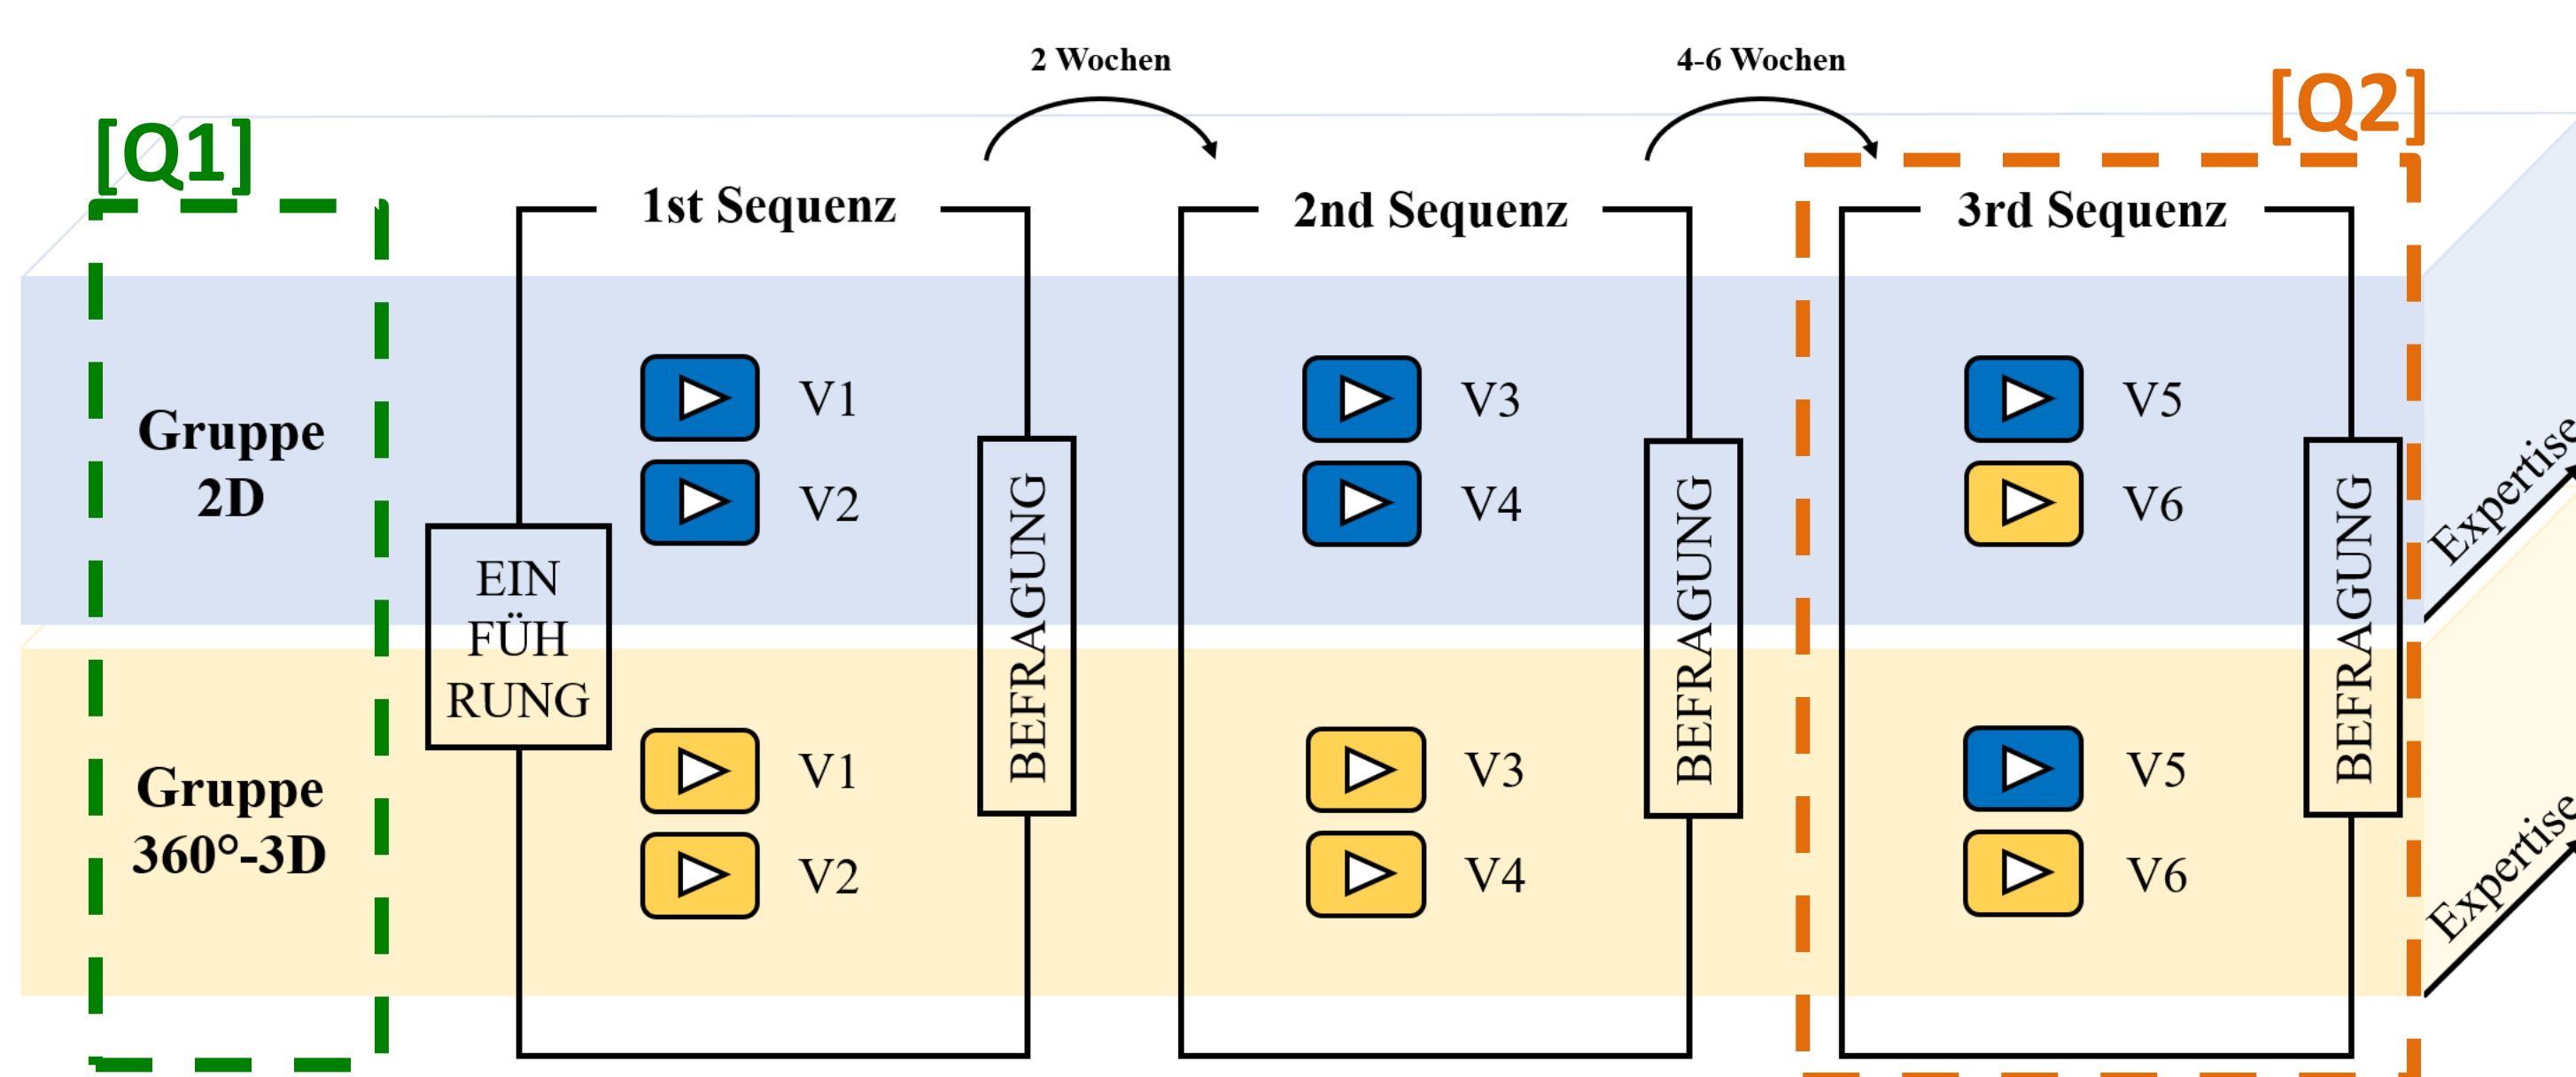 2 Wochen
4-6 Wochen
[Q1]
[Q2]
1st Sequenz
2nd Sequenz
3rd Sequenz
Gruppe
2D
V1
V2
V3
V4
V5
V6
EIN
FÜH
RUNG
BEFRAGUNG
BEFRAGUNG
BEFRAGUNG
Expertise
Gruppe
360°-3D
V1
V2
V3
V4
V5
V6
Expertise